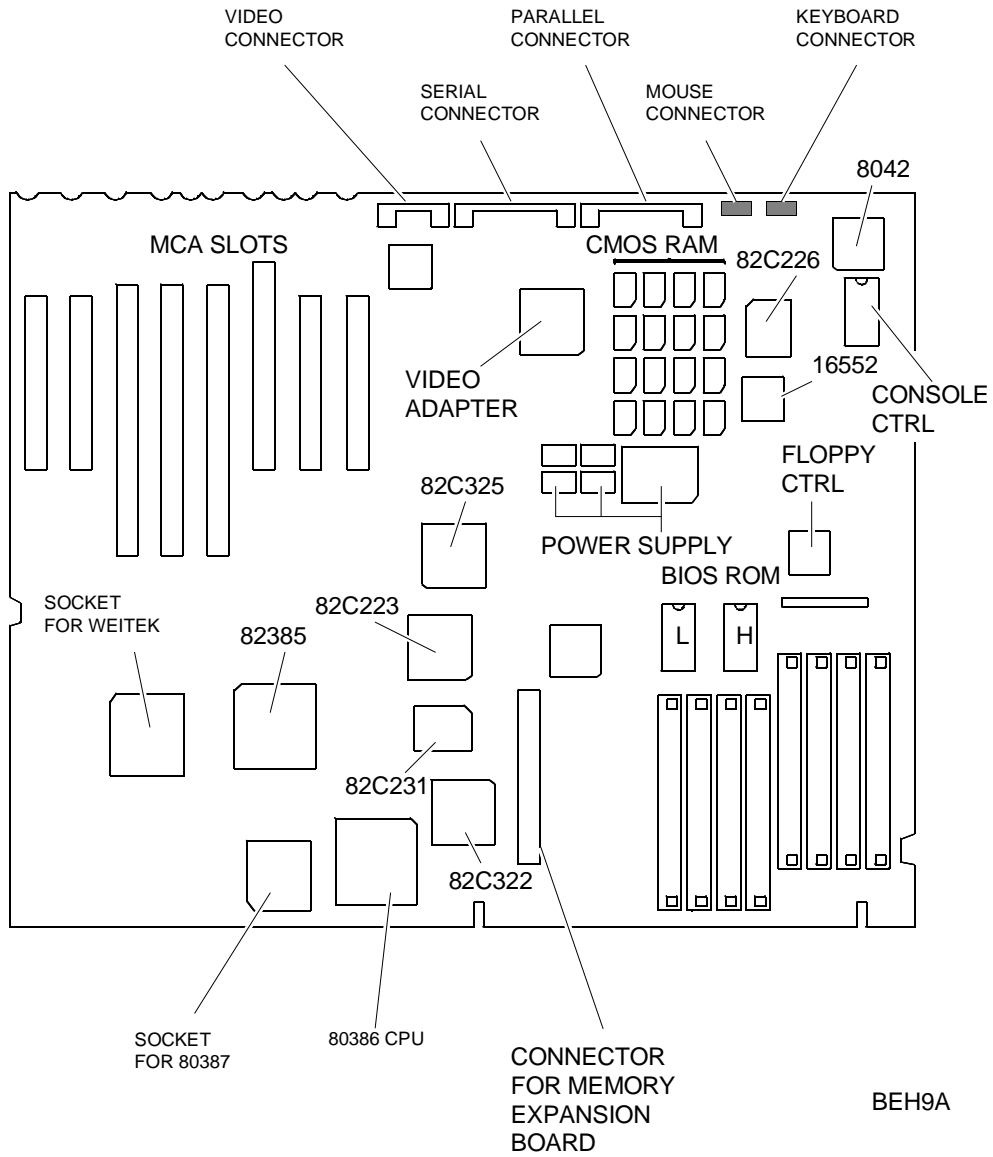 VIDEO
CONNECTOR
PARALLEL
CONNECTOR
KEYBOARD
CONNECTOR
SERIAL
CONNECTOR
MOUSE
CONNECTOR
8042
MCA SLOTS
CMOS RAM
82C226
16552
VIDEO
ADAPTER
CONSOLE
CTRL
FLOPPY
CTRL
82C325
POWER SUPPLY
BIOS ROM
SOCKET
FOR WEITEK
82C223
82385
L
H
82C231
82C322
SOCKET
FOR 80387
80386 CPU
CONNECTOR
FOR MEMORY
EXPANSION
BOARD
BEH9A